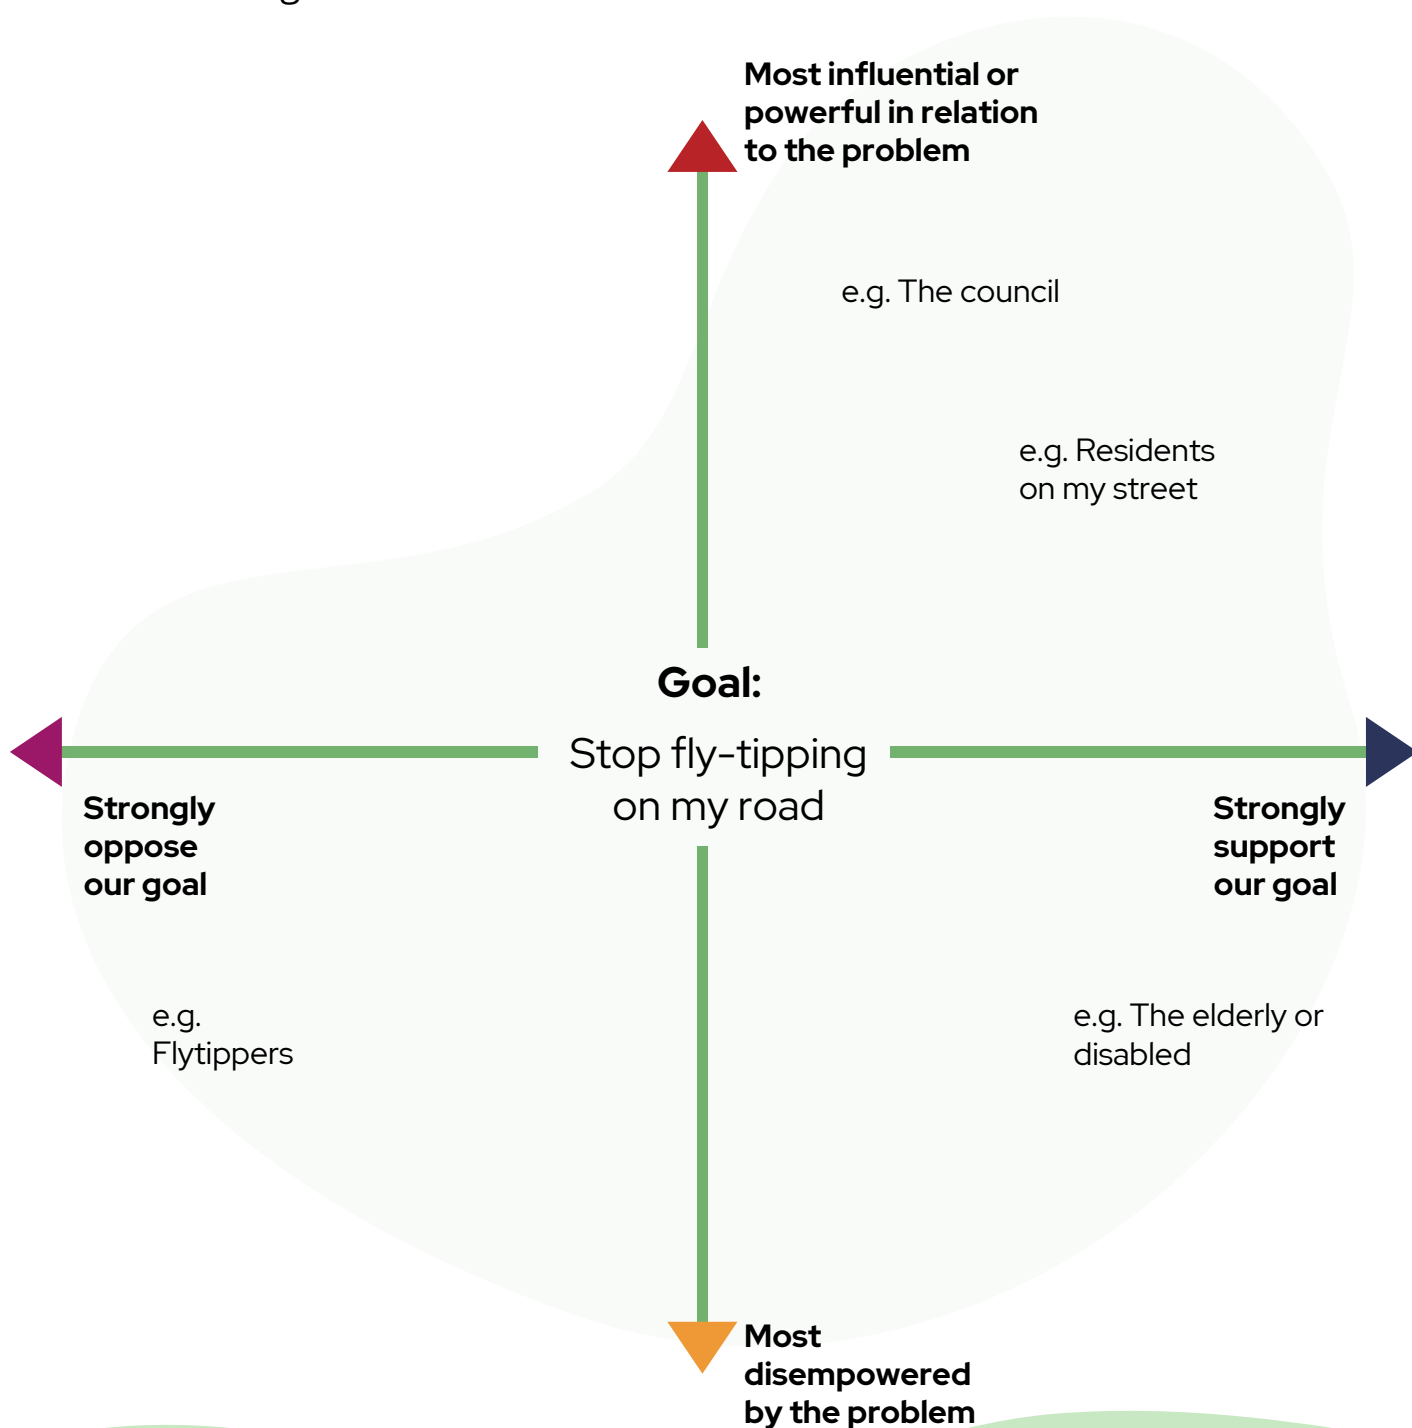 Most influential or
powerful in relation
to the problem
e.g. The council
e.g. Residents
on my street
Goal:
Stop fly-tipping
on my road
Strongly
oppose
our goal
Strongly
support
our goal
e.g.
Flytippers
e.g. The elderly or
disabled
Most
disempowered
by the problem